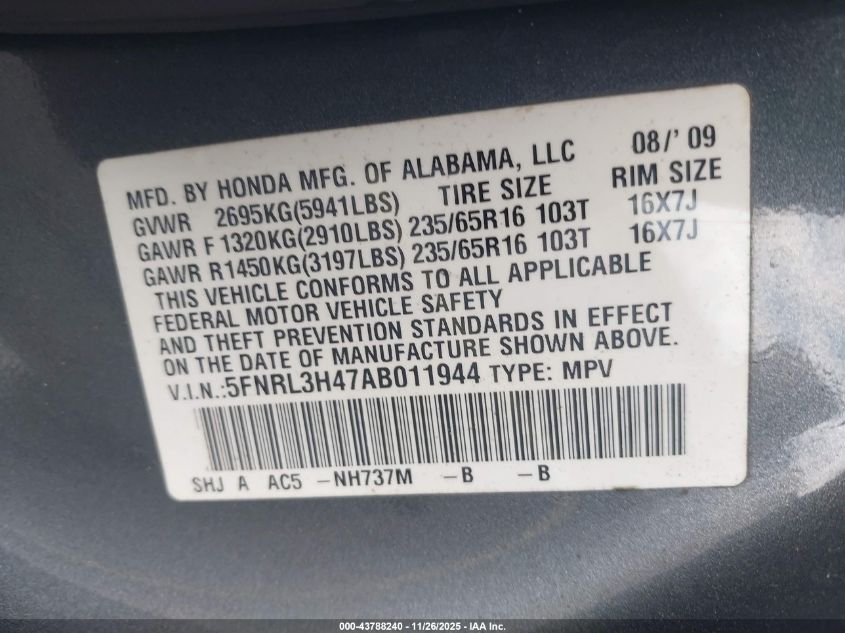 MFD. BY HONDA MFG. OF ALABAMA, LLC 08/' 09
GVWR 2695KG(5941LBS) TIRE SIZE RIM SIZE
GAWR F 1320KG(2910LBS) 235/65R16 103T 16X7J
GAWR R1450KG(3197LBS) 235/65R16 103T 16X7J
THIS VEHICLE CONFORMS TO ALL APPLICABLE
FEDERAL MOTOR VEHICLE SAFETY
AND THEFT PREVENTION STANDARDS IN EFFECT
ON THE DATE OF MANUFACTURE SHOWN ABOVE.
V.I.N.:5FNRL3H47AB011944 TYPE: MPV
SHJ A AC5 -NH737M -B -B
000-43788240 - 11/26/2025 - IAA Inc.